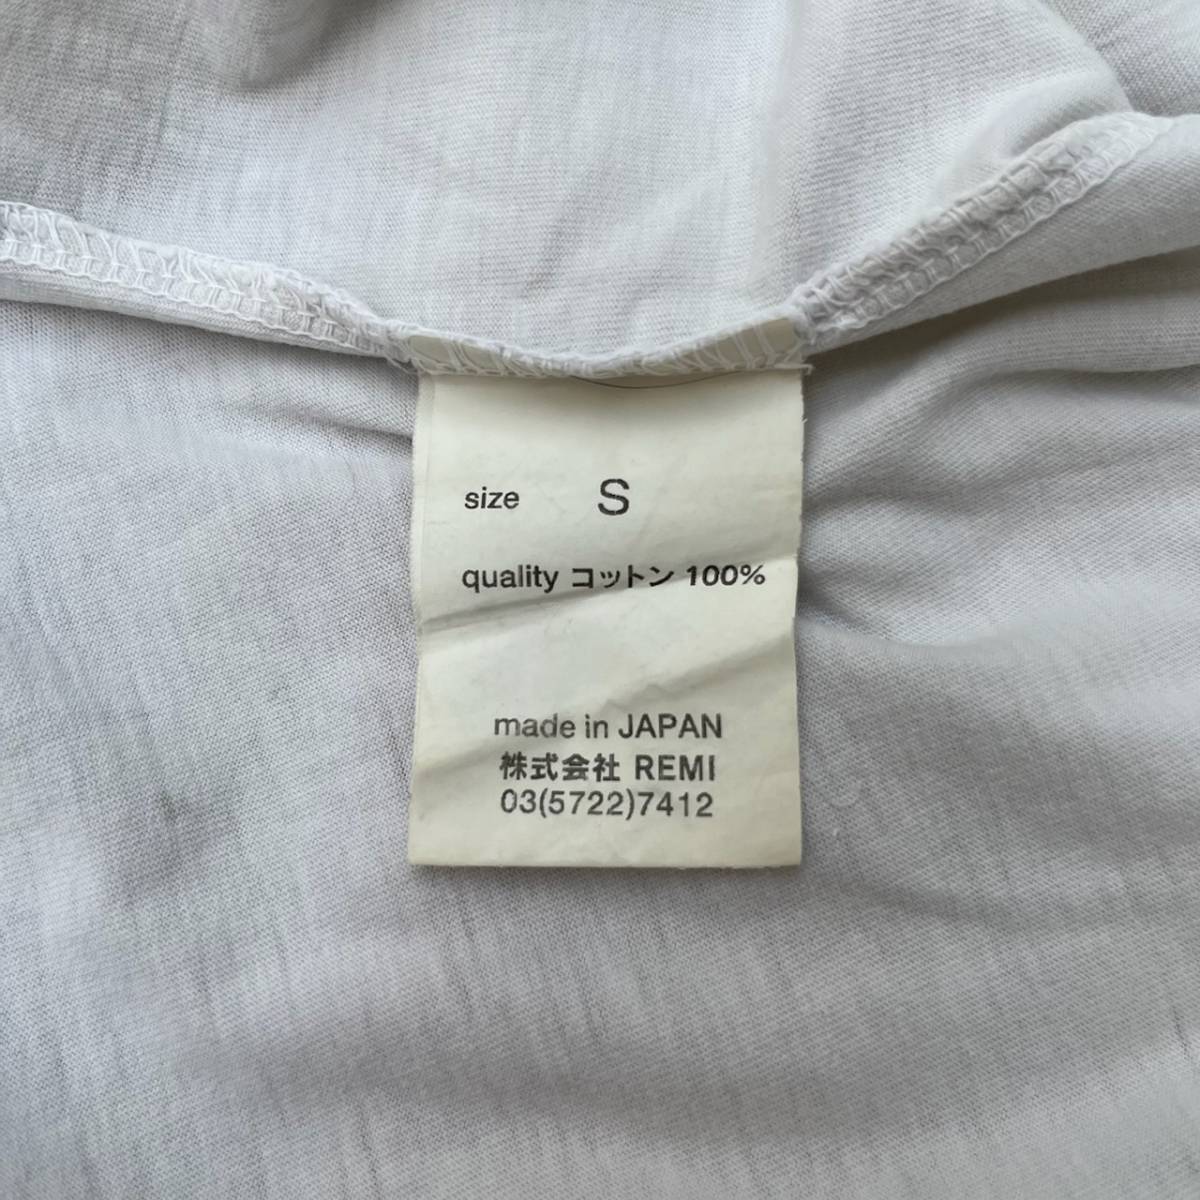 size S
quality コットン 100%
made in JAPAN
株式会社 REMI
03(5722)7412